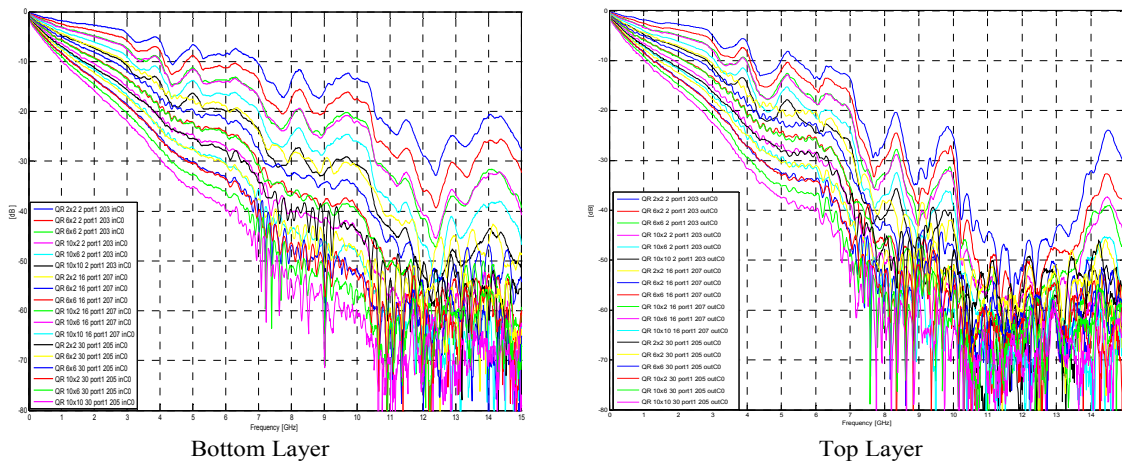 0
-10
-20
-30
-40
-50
-60
-70
-80
[dB]
QR 2x2 2 port1 203 inC0
QR 6x2 2 port1 203 inC0
QR 6x6 2 port1 203 inC0
QR 10x2 2 port1 203 inC0
QR 10x6 2 port1 203 inC0
QR 10x10 2 port1 203 inC0
QR 2x2 16 port1 207 inC0
QR 6x2 16 port1 207 inC0
QR 6x6 16 port1 207 inC0
QR 10x2 16 port1 207 inC0
QR 10x6 16 port1 207 inC0
QR 10x10 16 port1 207 inC0
QR 2x2 30 port1 205 inC0
QR 6x2 30 port1 205 inC0
QR 6x6 30 port1 205 inC0
QR 10x2 30 port1 205 inC0
QR 10x6 30 port1 205 inC0
QR 10x10 30 port1 205 inC0
0 1 2 3 4 5 6 7 8 9 10 11 12 13 14 15
Frequency [GHz]
Bottom Layer
0
-10
-20
-30
-40
-50
-60
-70
-80
[dB]
QR 2x2 2 port1 203 outC0
QR 6x2 2 port1 203 outC0
QR 6x6 2 port1 203 outC0
QR 10x2 2 port1 203 outC0
QR 10x6 2 port1 203 outC0
QR 10x10 2 port1 203 outC0
QR 2x2 16 port1 207 outC0
QR 6x2 16 port1 207 outC0
QR 6x6 16 port1 207 outC0
QR 10x2 16 port1 207 outC0
QR 10x6 16 port1 207 outC0
QR 10x10 16 port1 207 outC0
QR 2x2 30 port1 205 outC0
QR 6x2 30 port1 205 outC0
QR 6x6 30 port1 205 outC0
QR 10x2 30 port1 205 outC0
QR 10x6 30 port1 205 outC0
QR 10x10 30 port1 205 outC0
0 1 2 3 4 5 6 7 8 9 10 11 12 13 14
Frequency [GHz]
Top Layer